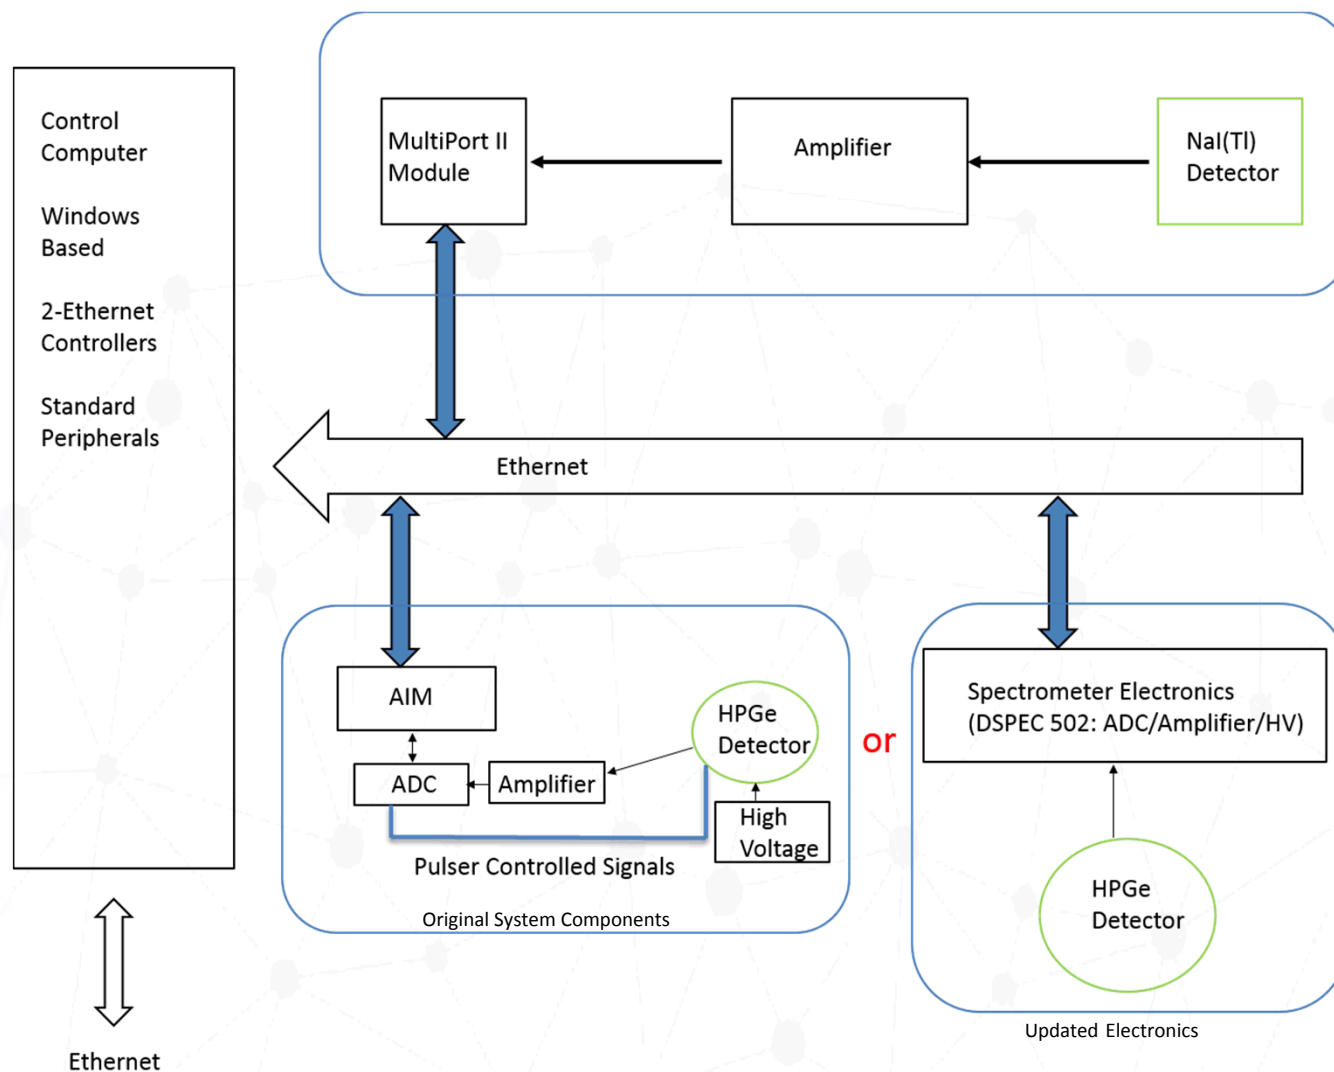 Control
Computer
Windows
Based
2-Ethernet
Controllers
Standard
Peripherals
MultiPort II
Module
Amplifier
NaI(Tl)
Detector
Ethernet
AIM
ADC
Amplifier
HPGe
Detector
High
Voltage
Pulser Controlled Signals
Original System Components
or
Spectrometer Electronics
(DSPEC 502: ADC/Amplifier/HV)
HPGe
Detector
Updated Electronics
Ethernet